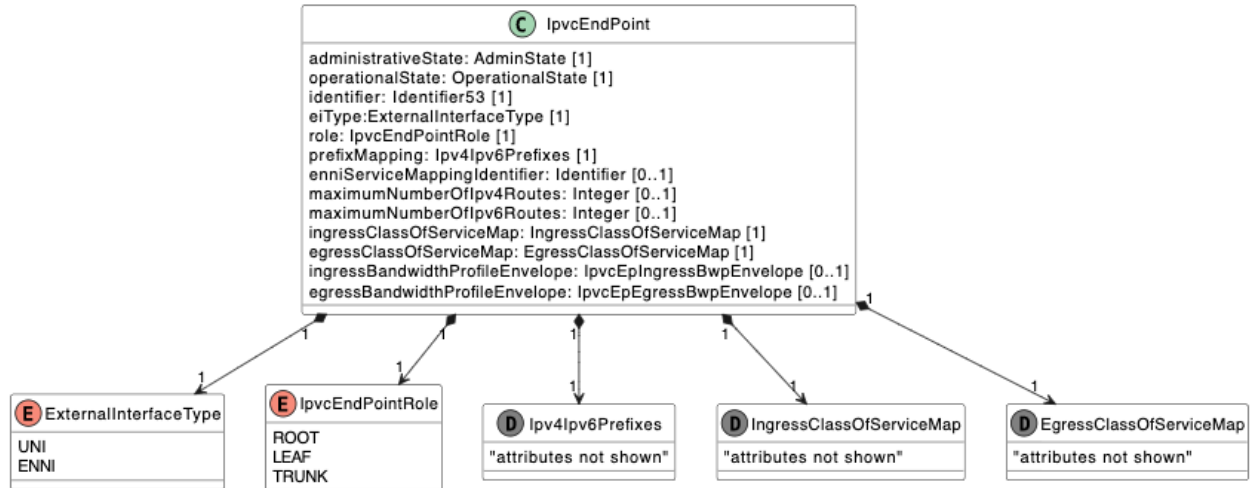 C IpvcEndPoint
administrativeState: AdminState [1]
operationalState: OperationalState [1]
identifier: Identifier53 [1]
eiType:ExternalInterfaceType [1]
role: IpvcEndPointRole [1]
prefixMapping: Ipv4Ipv6Prefixes [1]
enniServiceMappingIdentifier: Identifier [0..1]
maximumNumberOfIpv4Routes: Integer [0..1]
maximumNumberOfIpv6Routes: Integer [0..1]
ingressClassOfServiceMap: IngressClassOfServiceMap [1]
egressClassOfServiceMap: EgressClassOfServiceMap [1]
ingressBandwidthProfileEnvelope: IpvcEpIngressBwpEnvelope [0..1]
egressBandwidthProfileEnvelope: IpvcEpEgressBwpEnvelope [0..1]
1 1 1 1 1
1 1 1 1 1
E ExternalInterfaceType
UNI
ENNI
E IpvcEndPointRole
ROOT
LEAF
TRUNK
D Ipv4Ipv6Prefixes
"attributes not shown"
D IngressClassOfServiceMap
"attributes not shown"
D EgressClassOfServiceMap
"attributes not shown"